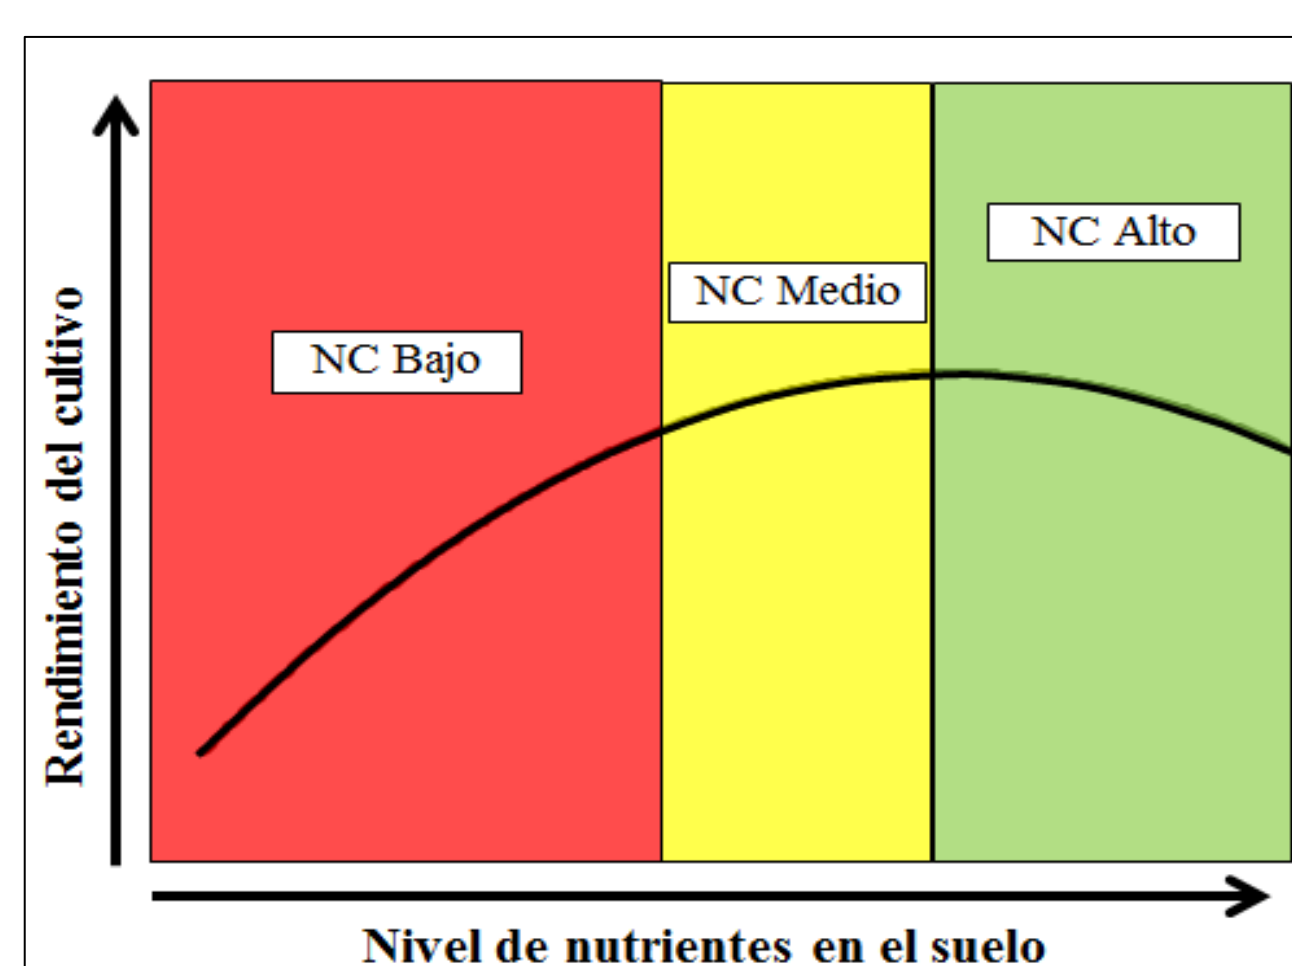 NC Alto
NC Medio
NC Bajo
Rendimiento del cultivo
Nivel de nutrientes en el suelo